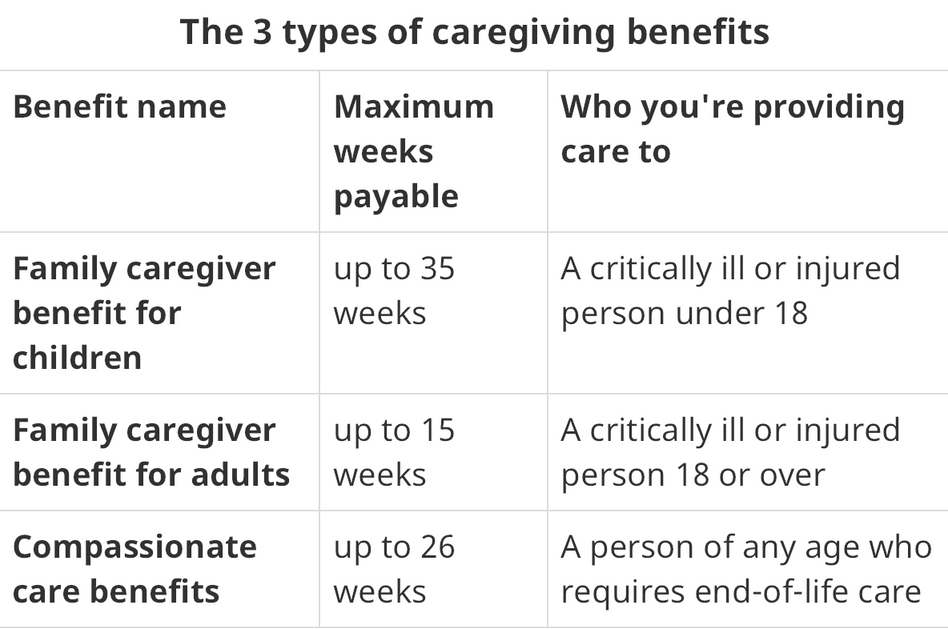 The 3 types of caregiving benefits
Benefit name
Maximum
weeks
payable
Who you're providing
care to
Family caregiver
benefit for
children
up to 35
weeks
A critically ill or injured
person under 18
Family caregiver
benefit for adults
up to 15
weeks
A critically ill or injured
person 18 or over
Compassionate
care benefits
up to 26
weeks
A person of any age who
requires end-of-life care